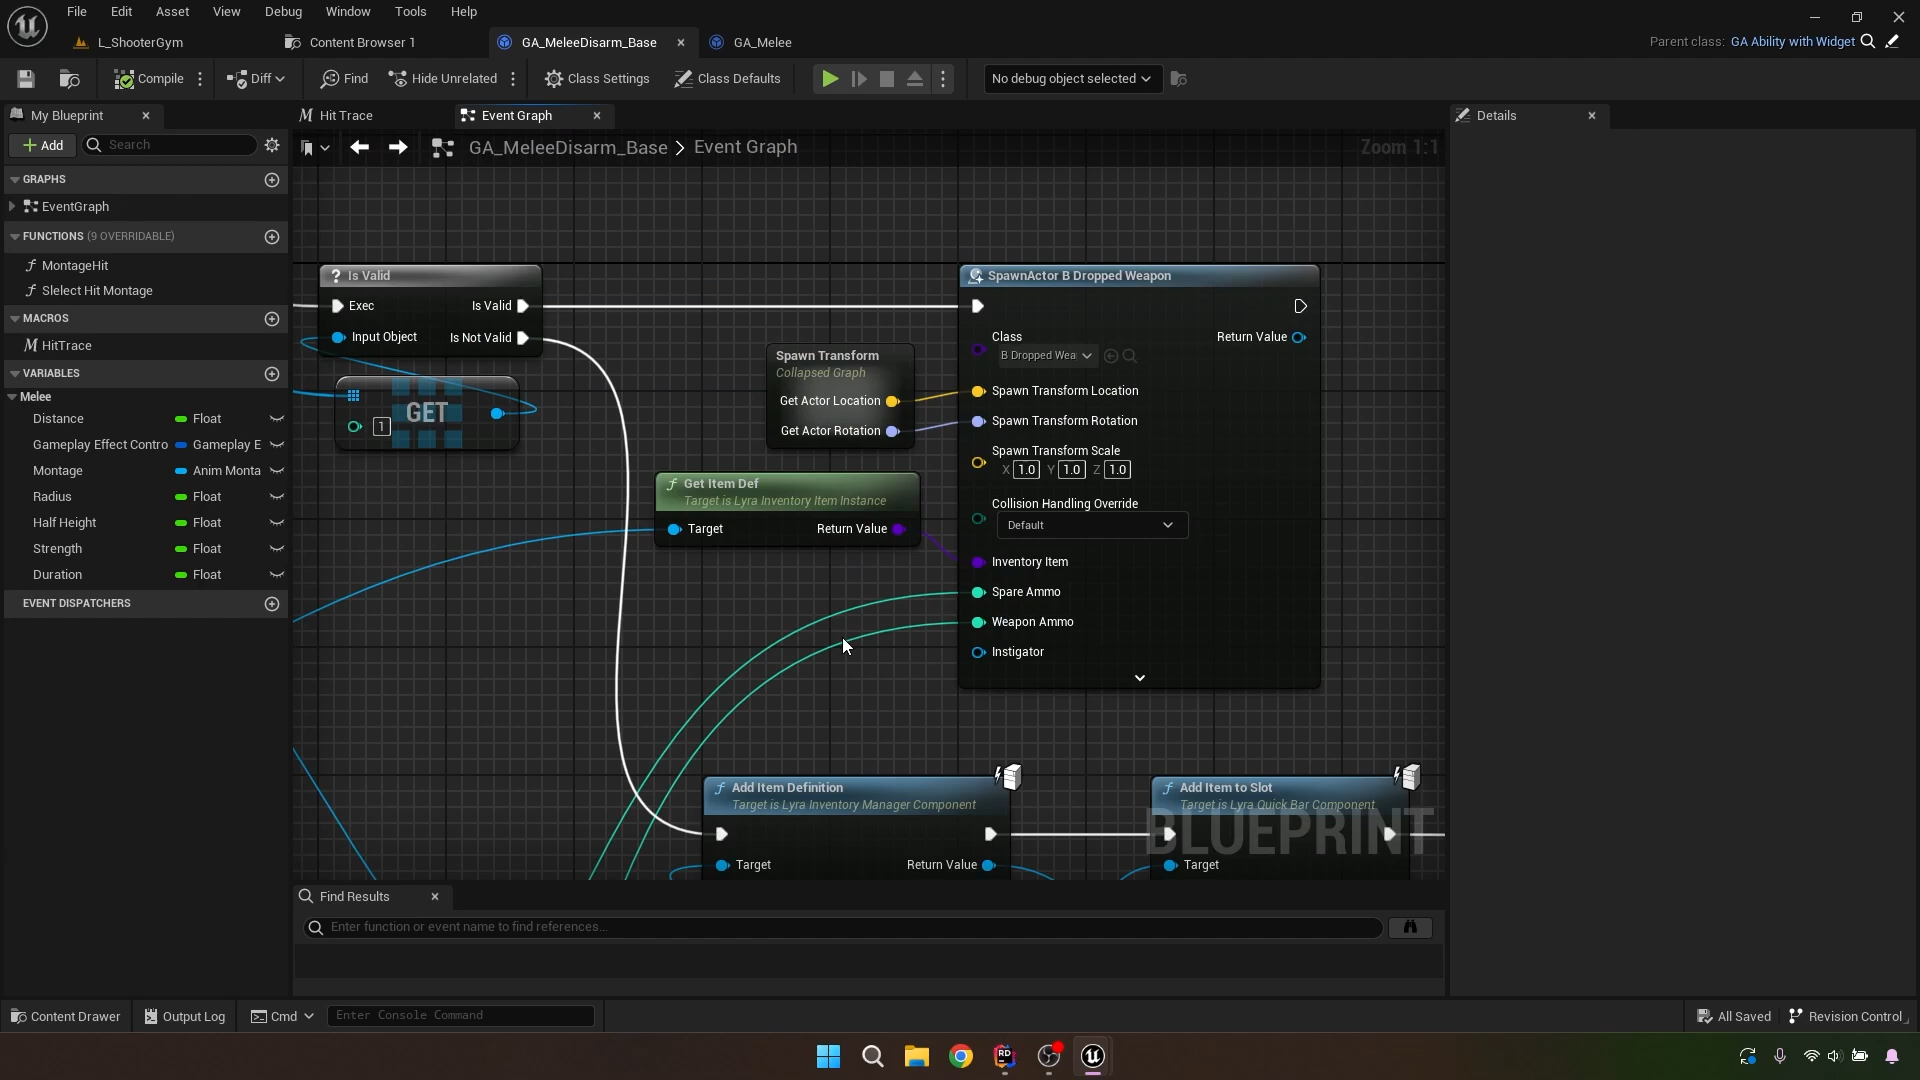 File
Edit
Asset
View
Debug
Window
Tools
Help
L_ShooterGym
Content Browser 1
GA_MeleeDisarm_Base
GA_Melee
Parent class: GA Ability with Widget
Compile
Diff
Find
Hide Unrelated
Class Settings
Class Defaults
No debug object selected
My Blueprint
Hit Trace
Event Graph
Details
Add
Search
GA_MeleeDisarm_Base > Event Graph
Zoom 1:1
GRAPHS
EventGraph
FUNCTIONS (9 OVERRIDABLE)
MontageHit
Slelect Hit Montage
MACROS
HitTrace
VARIABLES
Melee
Distance Float
Gameplay Effect Contro Gameplay E
Montage Anim Monta
Radius Float
Half Height Float
Strength Float
Duration Float
EVENT DISPATCHERS
? Is Valid
Exec Is Valid
Input Object Is Not Valid
GET
1
Spawn Transform
Collapsed Graph
Get Actor Location
Get Actor Rotation
f Get Item Def
Target is Lyra Inventory Item Instance
Target Return Value
SpawnActor B Dropped Weapon
Class Return Value
B Dropped Wea
Spawn Transform Location
Spawn Transform Rotation
Spawn Transform Scale
X 1.0 Y 1.0 Z 1.0
Collision Handling Override
Default
Inventory Item
Spare Ammo
Weapon Ammo
Instigator
f Add Item Definition
Target is Lyra Inventory Manager Component
Target Return Value
f Add Item to Slot
Target is Lyra Quick Bar Component
Target
BLUEPRINT
Find Results
Enter function or event name to find references...
Content Drawer
Output Log
Cmd
Enter Console Command
All Saved
Revision Control
RD